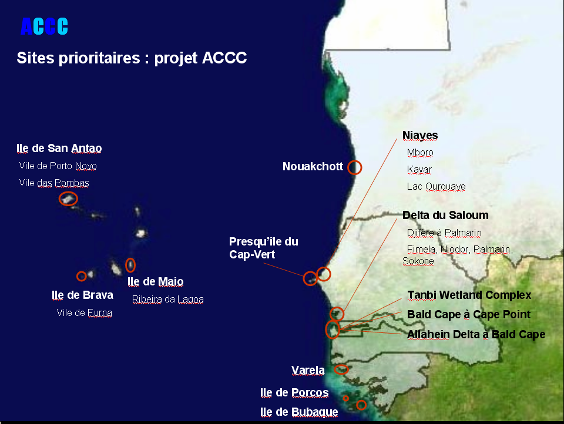 ACCC
Sites prioritaires : projet ACCC
Ile de San Antao
Vile de Porto Novo
Vile das Pombas
Ile de Brava
Vile de Furna
Ile de Maio
Ribeira da Lagoa
Nouakchott
Presqu'ile du
Cap-Vert
Niayes
Mboro
Kayar
Lac Ourouaye
Delta du Saloum
Djifère à Palmarin
Fimela, Niodor, Palmarin
Sokone
Tanbi Wetland Complex
Bald Cape à Cape Point
Allahein Delta à Bald Cape
Varela
Ile de Porcos
Ile de Bubaque